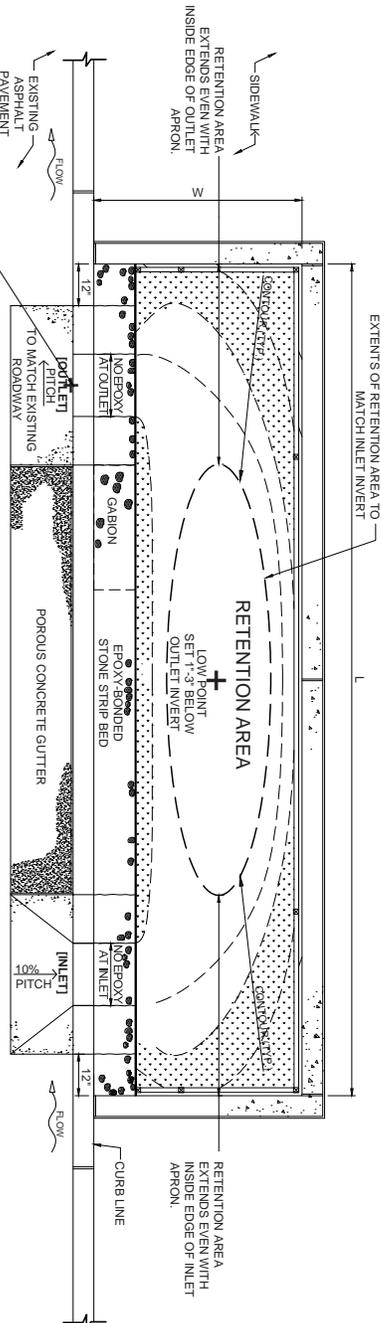 EXTENTS OF RETENTION AREA TO
MATCH INLET INVERT
L
SIDEWALK
RETENTION AREA
EXTENDS EVEN WITH
INSIDE EDGE OF OUTLET
APRON.
W
CONTOUR (TYP.)
RETENTION AREA
LOW POINT
SET 1"-3" BELOW
OUTLET INVERT
CONTOUR (TYP.)
RETENTION AREA
EXTENDS EVEN WITH
INSIDE EDGE OF INLET
APRON.
12"
NO EPOXY
AT OUTLET
GABION
EPOXY-BONDED
STONE STRIP BED
NO EPOXY
AT INLET
12"
CURB LINE
FLOW
EXISTING
ASPHALT
PAVEMENT
[OUTLET]
PITCH
TO MATCH EXISTING
ROADWAY
POROUS CONCRETE GUTTER
[INLET]
10%
PITCH
FLOW